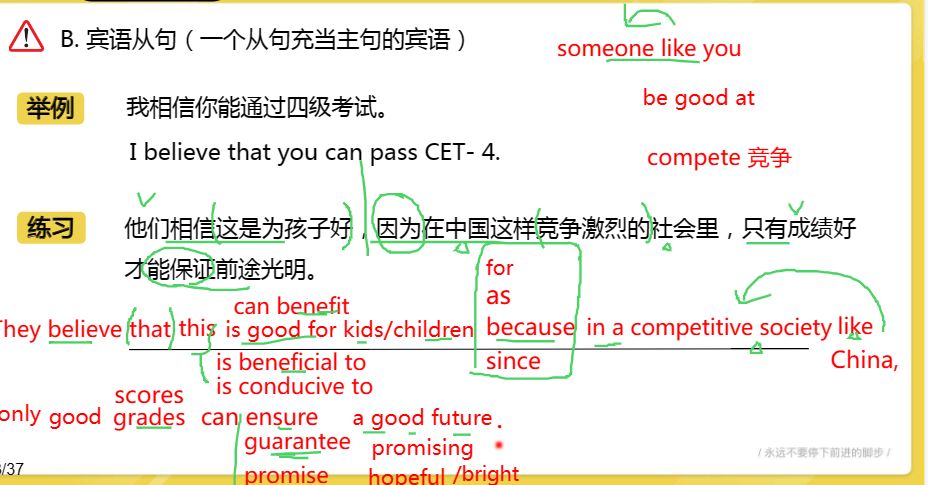 B. 宾语从句（一个从句充当主句的宾语）
someone like you
be good at
举例 我相信你能通过四级考试。
I believe that you can pass CET- 4.
compete 竞争
练习 他们相信这是为孩子好，因为在中国这样竞争激烈的社会里，只有成绩好
才能保证前途光明。
for
as
can benefit
They believe that this is good for kids/children because in a competitive society like
China,
since
is beneficial to
is conducive to
scores
only good grades can ensure a good future.
guarantee promising
promise hopeful /bright
/ 永远不要停下前进的脚步 /
/37